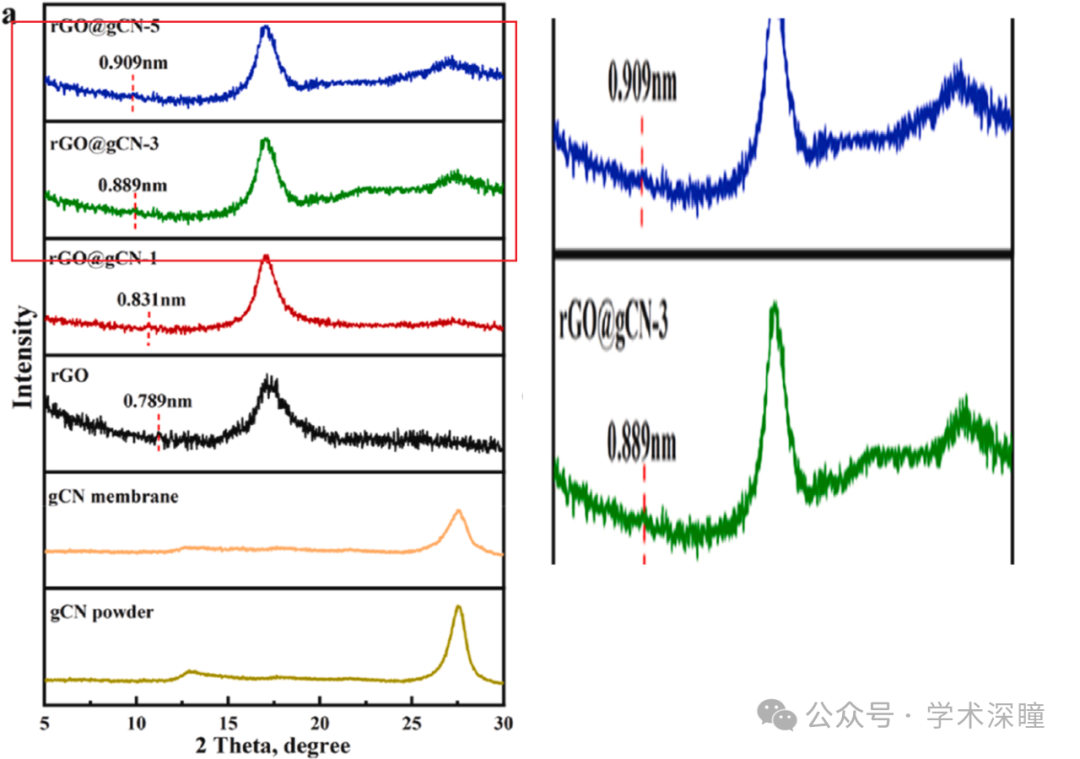 a
rGO@gCN-5
0.909nm
rGO@gCN-3
0.889nm
rGO@gCN-1
0.831nm
rGO
0.789nm
gCN membrane
gCN powder
Intensity
5 10 15 20 25 30
2 Theta, degree
0.909nm
rGO@gCN-3
0.889nm
公众号 · 学术深瞳